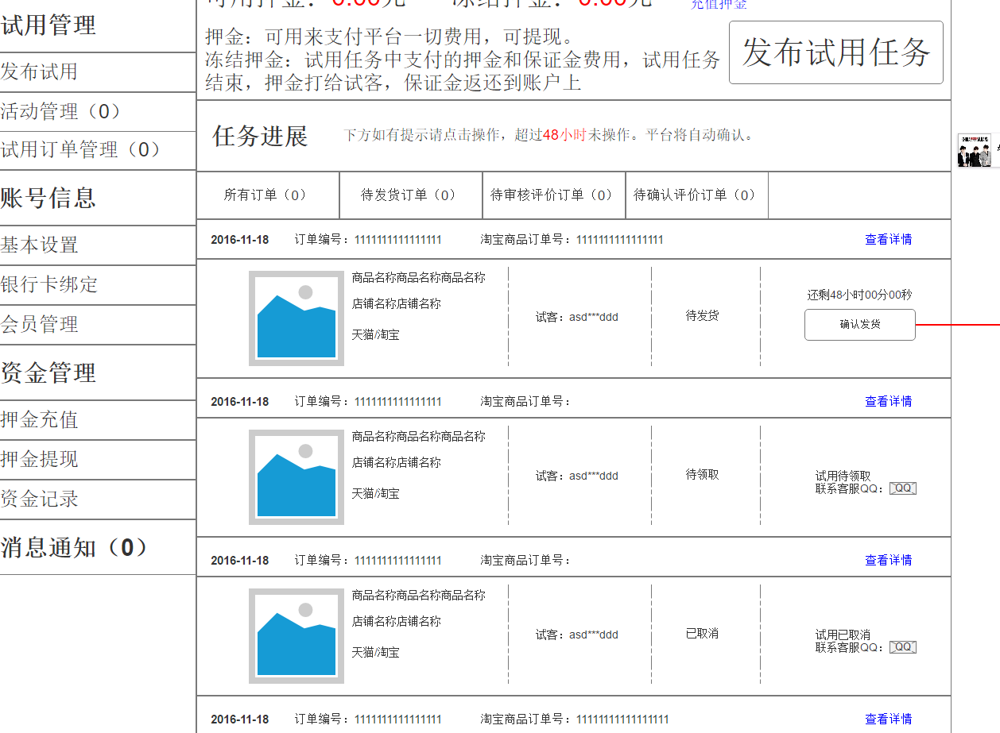 试用管理
发布试用
活动管理（0）
试用订单管理（0）
账号信息
基本设置
银行卡绑定
会员管理
资金管理
押金充值
押金提现
资金记录
消息通知（0）
可用押金：0.00元 冻结押金：0.00元 充值押金
押金：可用来支付平台一切费用，可提现。
冻结押金：试用任务中支付的押金和保证金费用，试用任务
结束，押金打给试客，保证金返还到账户上
发布试用任务
任务进展 下方如有提示请点击操作，超过48小时未操作。平台将自动确认。
所有订单（0） 待发货订单（0） 待审核评价订单（0） 待确认评价订单（0）
2016-11-18 订单编号：111111111111111 淘宝商品订单号：111111111111111 查看详情
商品名称商品名称商品名称
店铺名称店铺名称
天猫/淘宝
试客：asd***ddd
待发货
还剩48小时00分00秒
确认发货
2016-11-18 订单编号：111111111111111 淘宝商品订单号： 查看详情
商品名称商品名称商品名称
店铺名称店铺名称
天猫/淘宝
试客：asd***ddd
待领取
试用待领取
联系客服QQ：QQ
2016-11-18 订单编号：111111111111111 淘宝商品订单号： 查看详情
商品名称商品名称商品名称
店铺名称店铺名称
天猫/淘宝
试客：asd***ddd
已取消
试用已取消
联系客服QQ：QQ
2016-11-18 订单编号：111111111111111 淘宝商品订单号：1111111111111111 查看详情